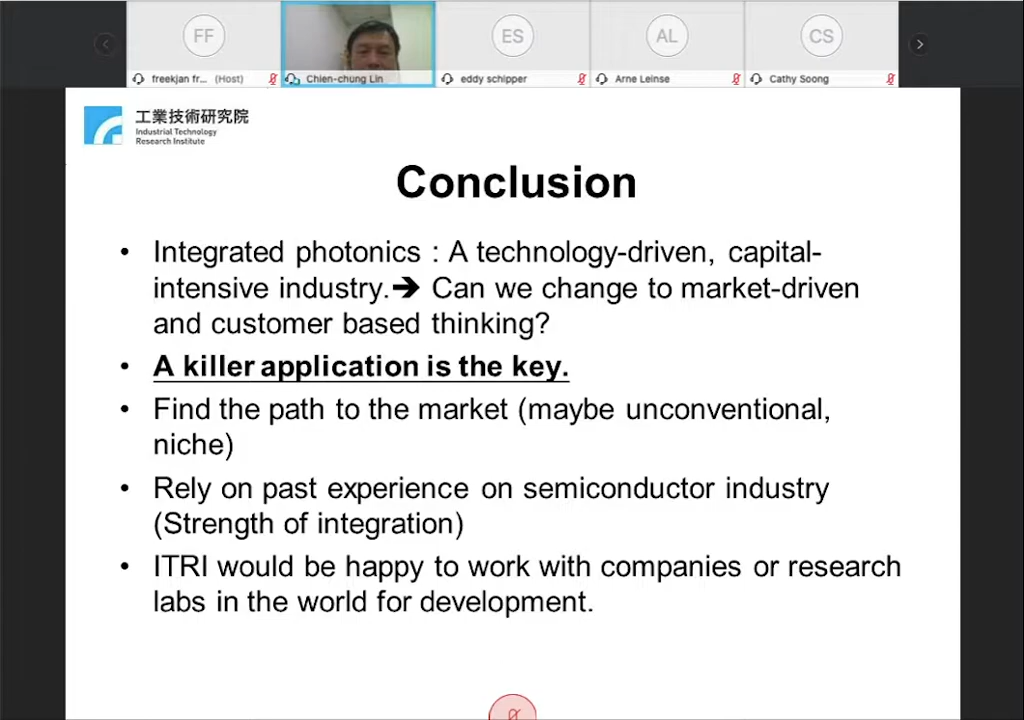 FF
ES
AL
CS
freekjan fr... (Host)
Chien-chung Lin
eddy schipper
Arne Leinse
Cathy Soong
工業技術研究院
Industrial Technology
Research Institute
Conclusion
• Integrated photonics : A technology-driven, capital-
intensive industry.➔ Can we change to market-driven
and customer based thinking?
• A killer application is the key.
• Find the path to the market (maybe unconventional,
niche)
• Rely on past experience on semiconductor industry
(Strength of integration)
• ITRI would be happy to work with companies or research
labs in the world for development.